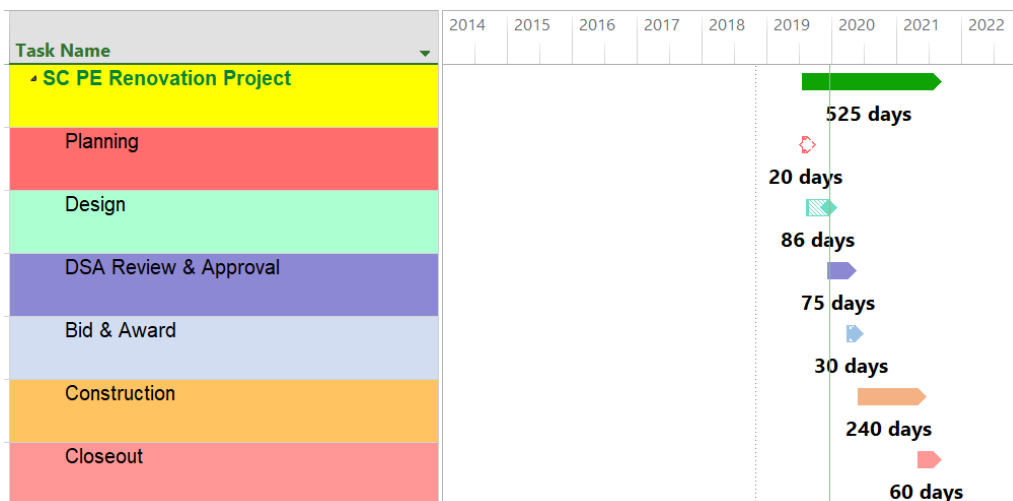 2014 2015 2016 2017 2018 2019 2020 2021 2022
Task Name
SC PE Renovation Project
525 days
Planning
20 days
Design
86 days
DSA Review & Approval
75 days
Bid & Award
30 days
Construction
240 days
Closeout
60 days